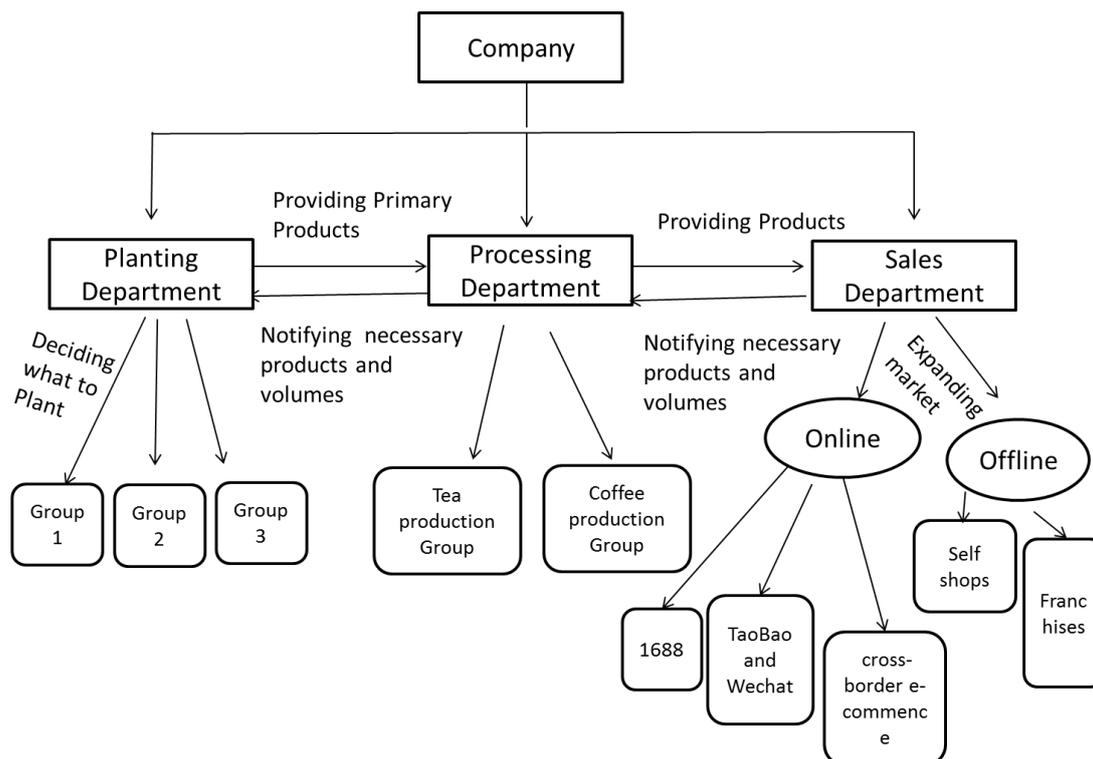 Company
Providing Primary
Products
Providing Products
Planting
Department
Processing
Department
Sales
Department
Deciding
what to
Plant
Notifying necessary
products and
volumes
Notifying necessary
products and
volumes
Expanding
market
Online
Offline
Group
1
Group
2
Group
3
Tea
production
Group
Coffee
production
Group
Self
shops
Franc
hises
1688
TaoBao
and
Wechat
cross-
border e-
commenc
e